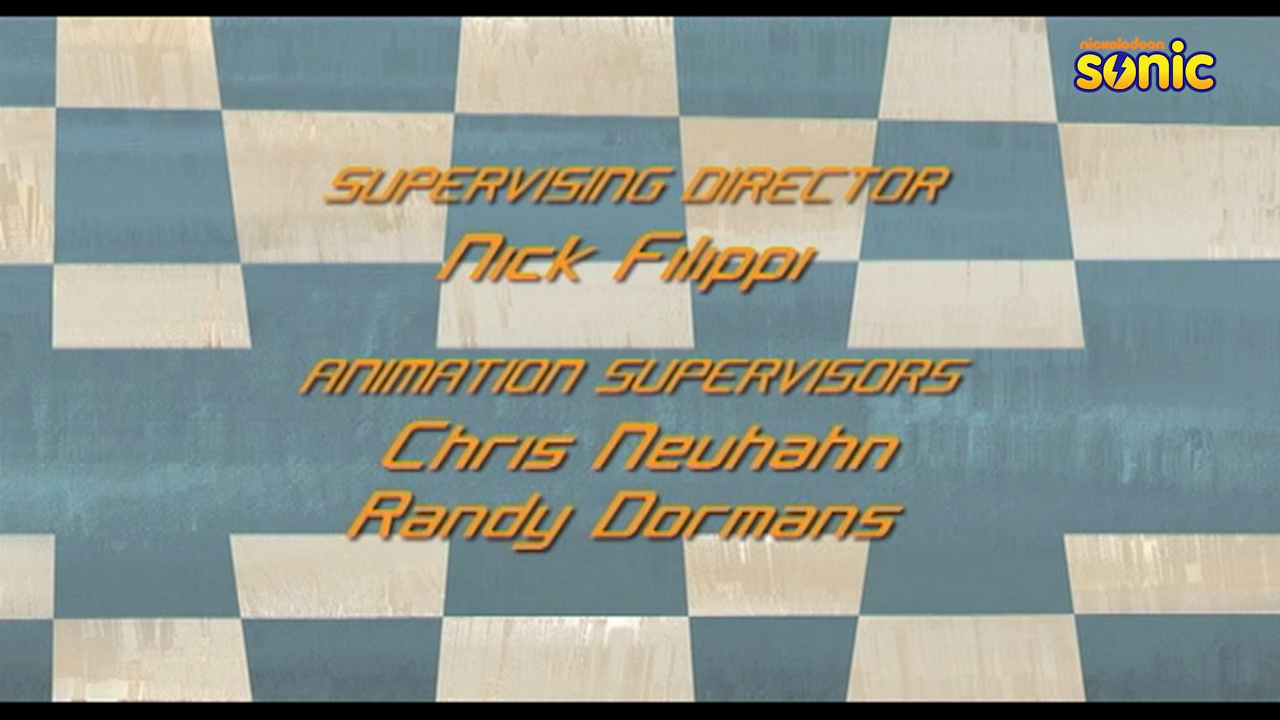 nickelodeon
sonic
SUPERVISING DIRECTOR
Nick Filippi
ANIMATION SUPERVISORS
Chris Neuhahn
Randy Dormans